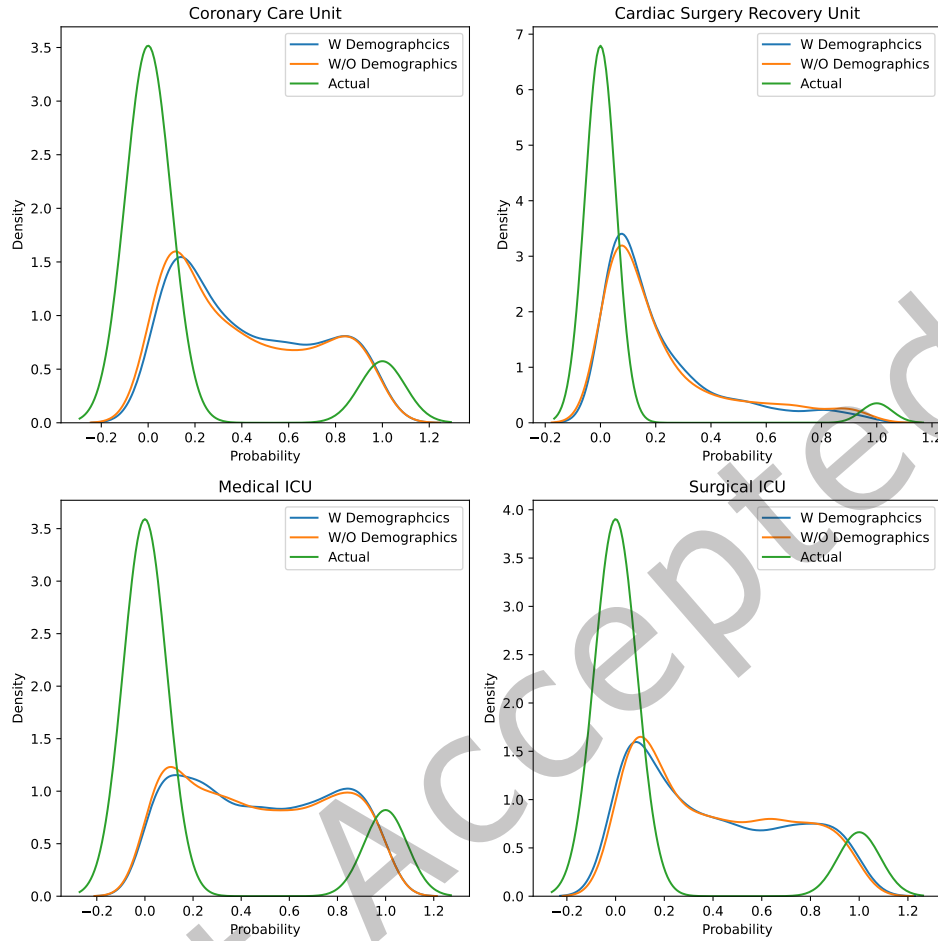 Coronary Care Unit
W Demographcics
W/O Demographics
Actual
3.5
3.0
2.5
2.0
1.5
1.0
0.5
0.0
Density
−0.2 0.0 0.2 0.4 0.6 0.8 1.0 1.2
Probability
Cardiac Surgery Recovery Unit
W Demographcics
W/O Demographics
Actual
7
6
5
4
3
2
1
0
Density
−0.2 0.0 0.2 0.4 0.6 0.8 1.0 1.2
Probability
Medical ICU
W Demographcics
W/O Demographics
Actual
3.5
3.0
2.5
2.0
1.5
1.0
0.5
0.0
Density
−0.2 0.0 0.2 0.4 0.6 0.8 1.0 1.2
Probability
Surgical ICU
W Demographcics
W/O Demographics
Actual
4.0
3.5
3.0
2.5
2.0
1.5
1.0
0.5
0.0
Density
−0.2 0.0 0.2 0.4 0.6 0.8 1.0 1.2
Probability
Accepted